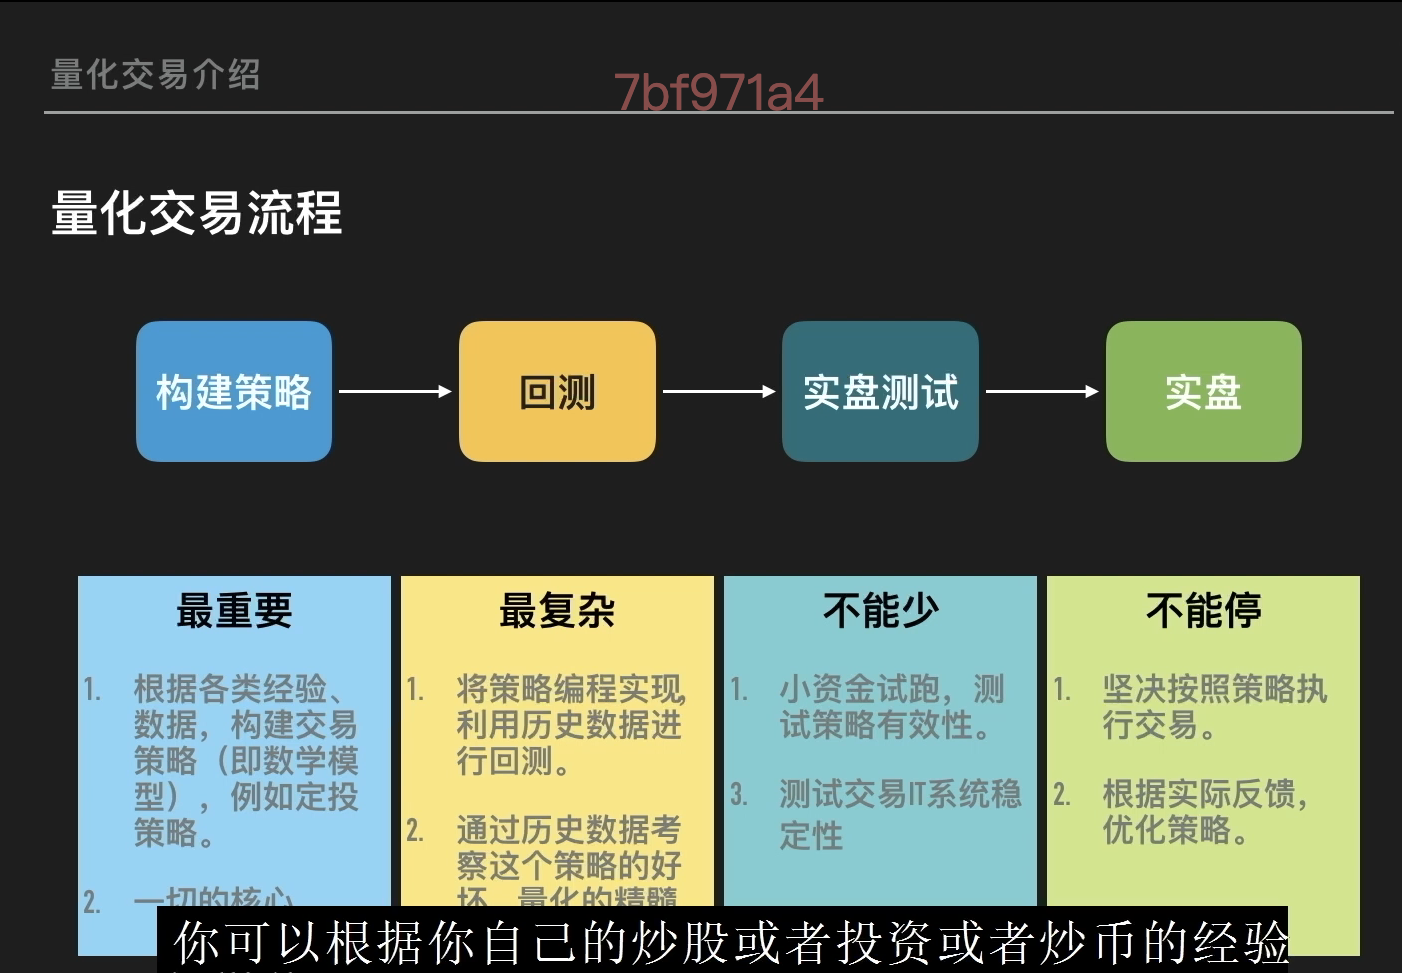 量化交易介绍
7bf971a4
量化交易流程
构建策略
回测
实盘测试
实盘
最重要
1. 根据各类经验、
数据，构建交易
策略（即数学模
型），例如定投
策略。
2. 一切的核心
最复杂
1. 将策略编程实现，
利用历史数据进
行回测。
2. 通过历史数据考
察这个策略的好
坏，量化的精髓
不能少
1. 小资金试跑，测
试策略有效性。
3. 测试交易IT系统稳
定性
不能停
1. 坚决按照策略执
行交易。
2. 根据实际反馈，
优化策略。
你可以根据你自己的炒股或者投资或者炒币的经验